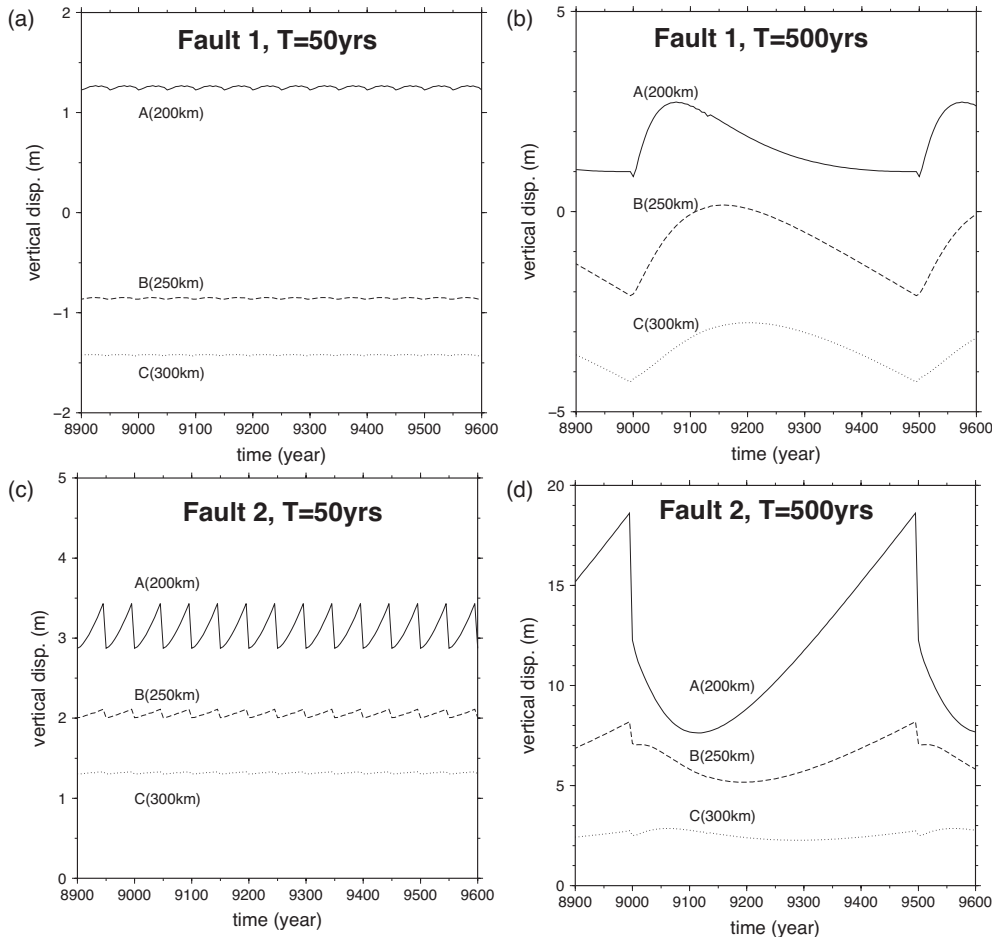 (a)
Fault 1, T=50yrs
A(200km)
B(250km)
C(300km)
vertical disp. (m)
2
1
0
−1
−2
8900 9000 9100 9200 9300 9400 9500 9600
time (year)
(b)
Fault 1, T=500yrs
A(200km)
B(250km)
C(300km)
vertical disp. (m)
5
0
−5
8900 9000 9100 9200 9300 9400 9500 9600
time (year)
(c)
Fault 2, T=50yrs
A(200km)
B(250km)
C(300km)
vertical disp. (m)
5
4
3
2
1
0
8900 9000 9100 9200 9300 9400 9500 9600
time (year)
(d)
Fault 2, T=500yrs
A(200km)
B(250km)
C(300km)
vertical disp. (m)
20
15
10
5
0
8900 9000 9100 9200 9300 9400 9500 9600
time (year)